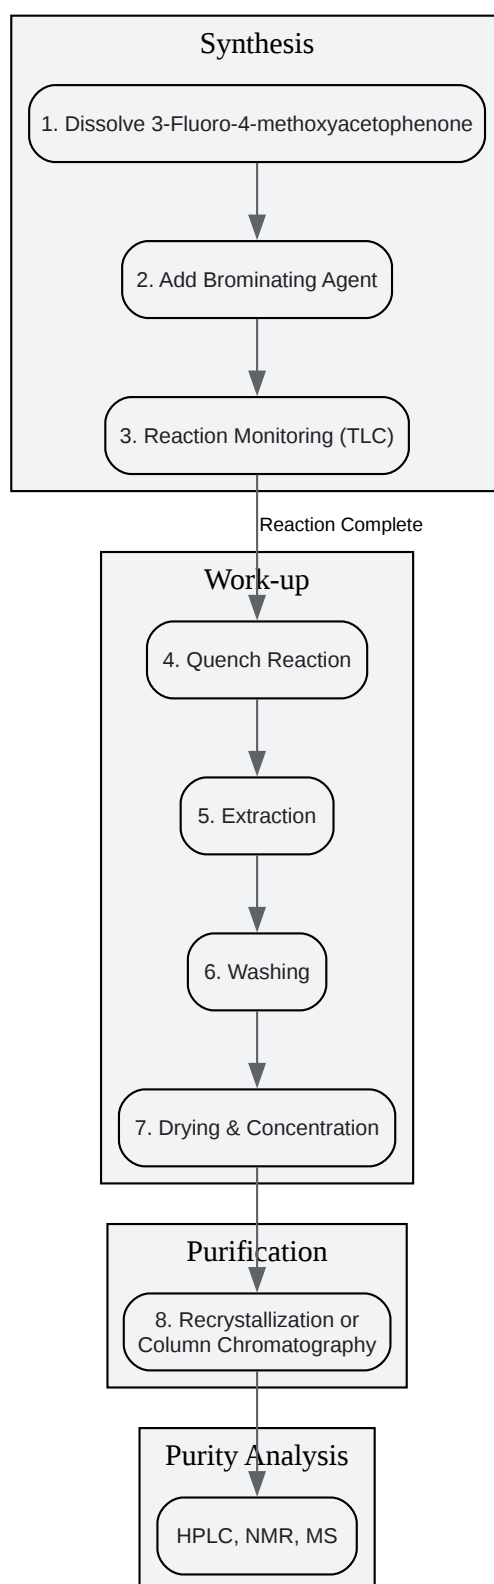 Synthesis
1. Dissolve 3-Fluoro-4-methoxyacetophenone
2. Add Brominating Agent
3. Reaction Monitoring (TLC)
Reaction Complete
Work-up
4. Quench Reaction
5. Extraction
6. Washing
7. Drying & Concentration
Purification
8. Recrystallization or
Column Chromatography
Purity Analysis
HPLC, NMR, MS